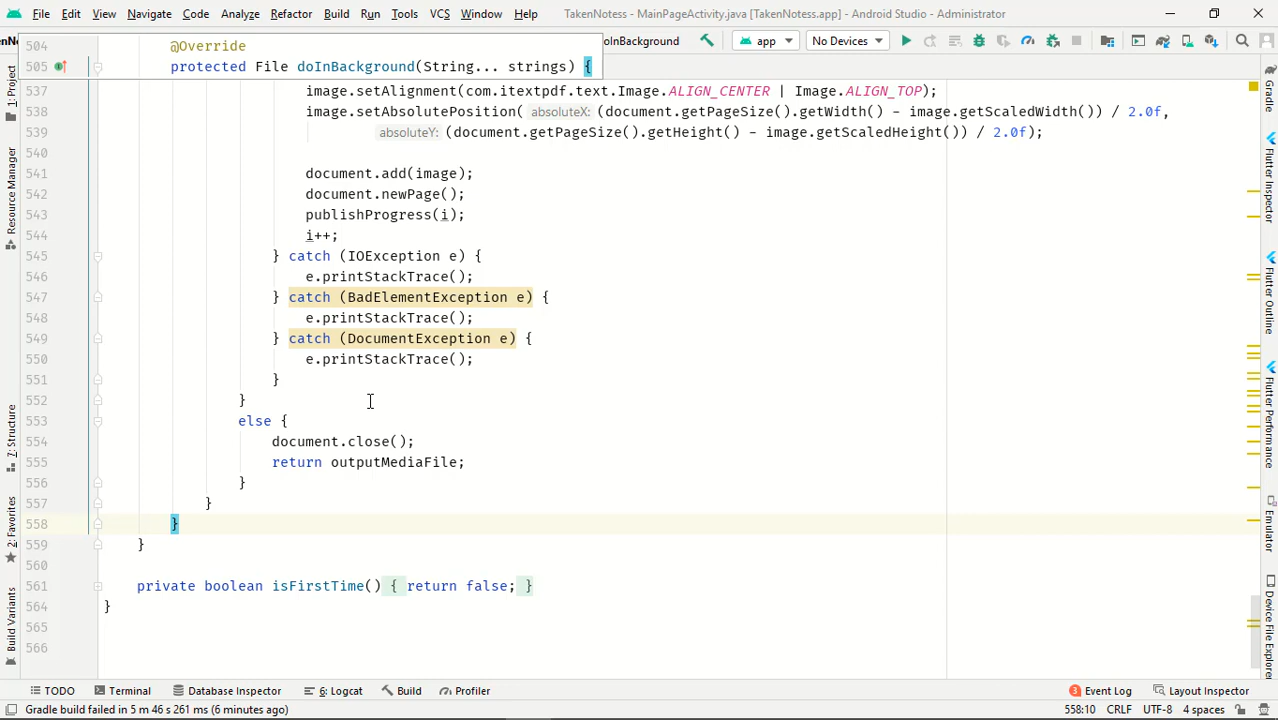 File Edit View Navigate Code Analyze Refactor Build Run Tools VCS Window Help TakenNotess - MainPageActivity.java [TakenNotess.app] - Android Studio - Administrator
oInBackground app No Devices
504 @Override
505 protected File doInBackground(String... strings) {
537 image.setAlignment(com.itextpdf.text.Image.ALIGN_CENTER | Image.ALIGN_TOP);
538 image.setAbsolutePosition( absoluteX: (document.getPageSize().getWidth() - image.getScaledWidth()) / 2.0f,
539 absoluteY: (document.getPageSize().getHeight() - image.getScaledHeight()) / 2.0f);
540
541 document.add(image);
542 document.newPage();
543 publishProgress(i);
544 i++;
545 } catch (IOException e) {
546 e.printStackTrace();
547 } catch (BadElementException e) {
548 e.printStackTrace();
549 } catch (DocumentException e) {
550 e.printStackTrace();
551 }
552 }
553 else {
554 document.close();
555 return outputMediaFile;
556 }
557 }
558 }
559 }
560
561 private boolean isFirstTime() { return false; }
564 }
565
566
1: Project
Resource Manager
Z: Structure
2: Favorites
Build Variants
Gradle
Flutter Inspector
Flutter Outline
Flutter Performance
Emulator
Device File Explorer
TODO Terminal Database Inspector 6: Logcat Build Profiler 3 Event Log Layout Inspector
Gradle build failed in 5 m 46 s 261 ms (6 minutes ago) 558:10 CRLF UTF-8 4 spaces